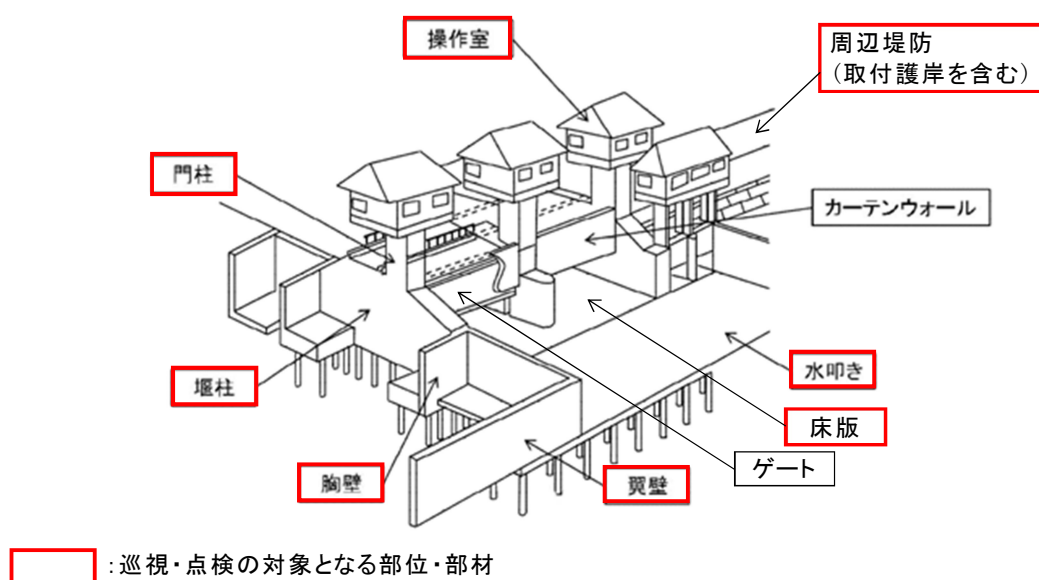 操作室
周辺堤防
(取付護岸を含む)
門柱
カーテンウォール
堰柱
水叩き
床版
ゲート
胸壁
翼壁
:巡視・点検の対象となる部位・部材